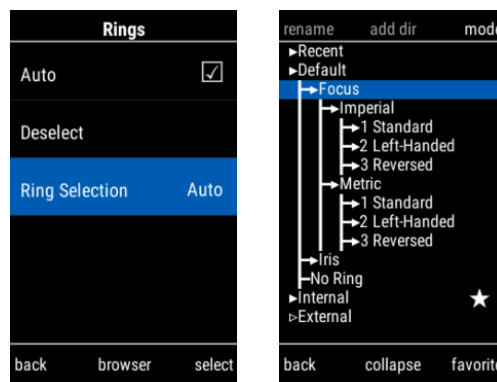 Rings
Auto
Deselect
Ring Selection Auto
back browser select
rename add dir mode
Recent
Default
Focus
Imperial
1 Standard
2 Left-Handed
3 Reversed
Metric
1 Standard
2 Left-Handed
3 Reversed
Iris
No Ring
Internal
External
back collapse favorite